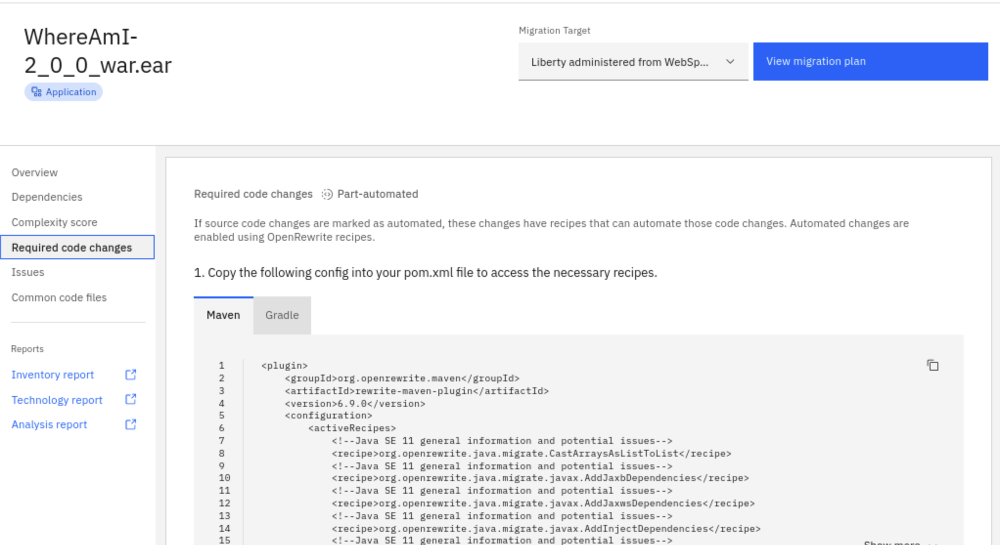 WhereAmI-
2_0_0_war.ear
Application
Migration Target
Liberty administered from WebSp...
View migration plan
Overview
Dependencies
Complexity score
Required code changes
Issues
Common code files
Reports
Inventory report
Technology report
Analysis report
Required code changes Part-automated
If source code changes are marked as automated, these changes have recipes that can automate those code changes. Automated changes are
enabled using OpenRewrite recipes.
1. Copy the following config into your pom.xml file to access the necessary recipes.
Maven Gradle
1 <plugin>
2 <groupId>org.openrewrite.maven</groupId>
3 <artifactId>rewrite-maven-plugin</artifactId>
4 <version>6.9.0</version>
5 <configuration>
6 <activeRecipes>
7 <!--Java SE 11 general information and potential issues-->
8 <recipe>org.openrewrite.java.migrate.CastArraysAsListToList</recipe>
9 <!--Java SE 11 general information and potential issues-->
10 <recipe>org.openrewrite.java.migrate.javax.AddJaxbDependencies</recipe>
11 <!--Java SE 11 general information and potential issues-->
12 <recipe>org.openrewrite.java.migrate.javax.AddJaxwsDependencies</recipe>
13 <!--Java SE 11 general information and potential issues-->
14 <recipe>org.openrewrite.java.migrate.javax.AddInjectDependencies</recipe>
15 <!--Java SE 11 general information and potential issues-->
Show more